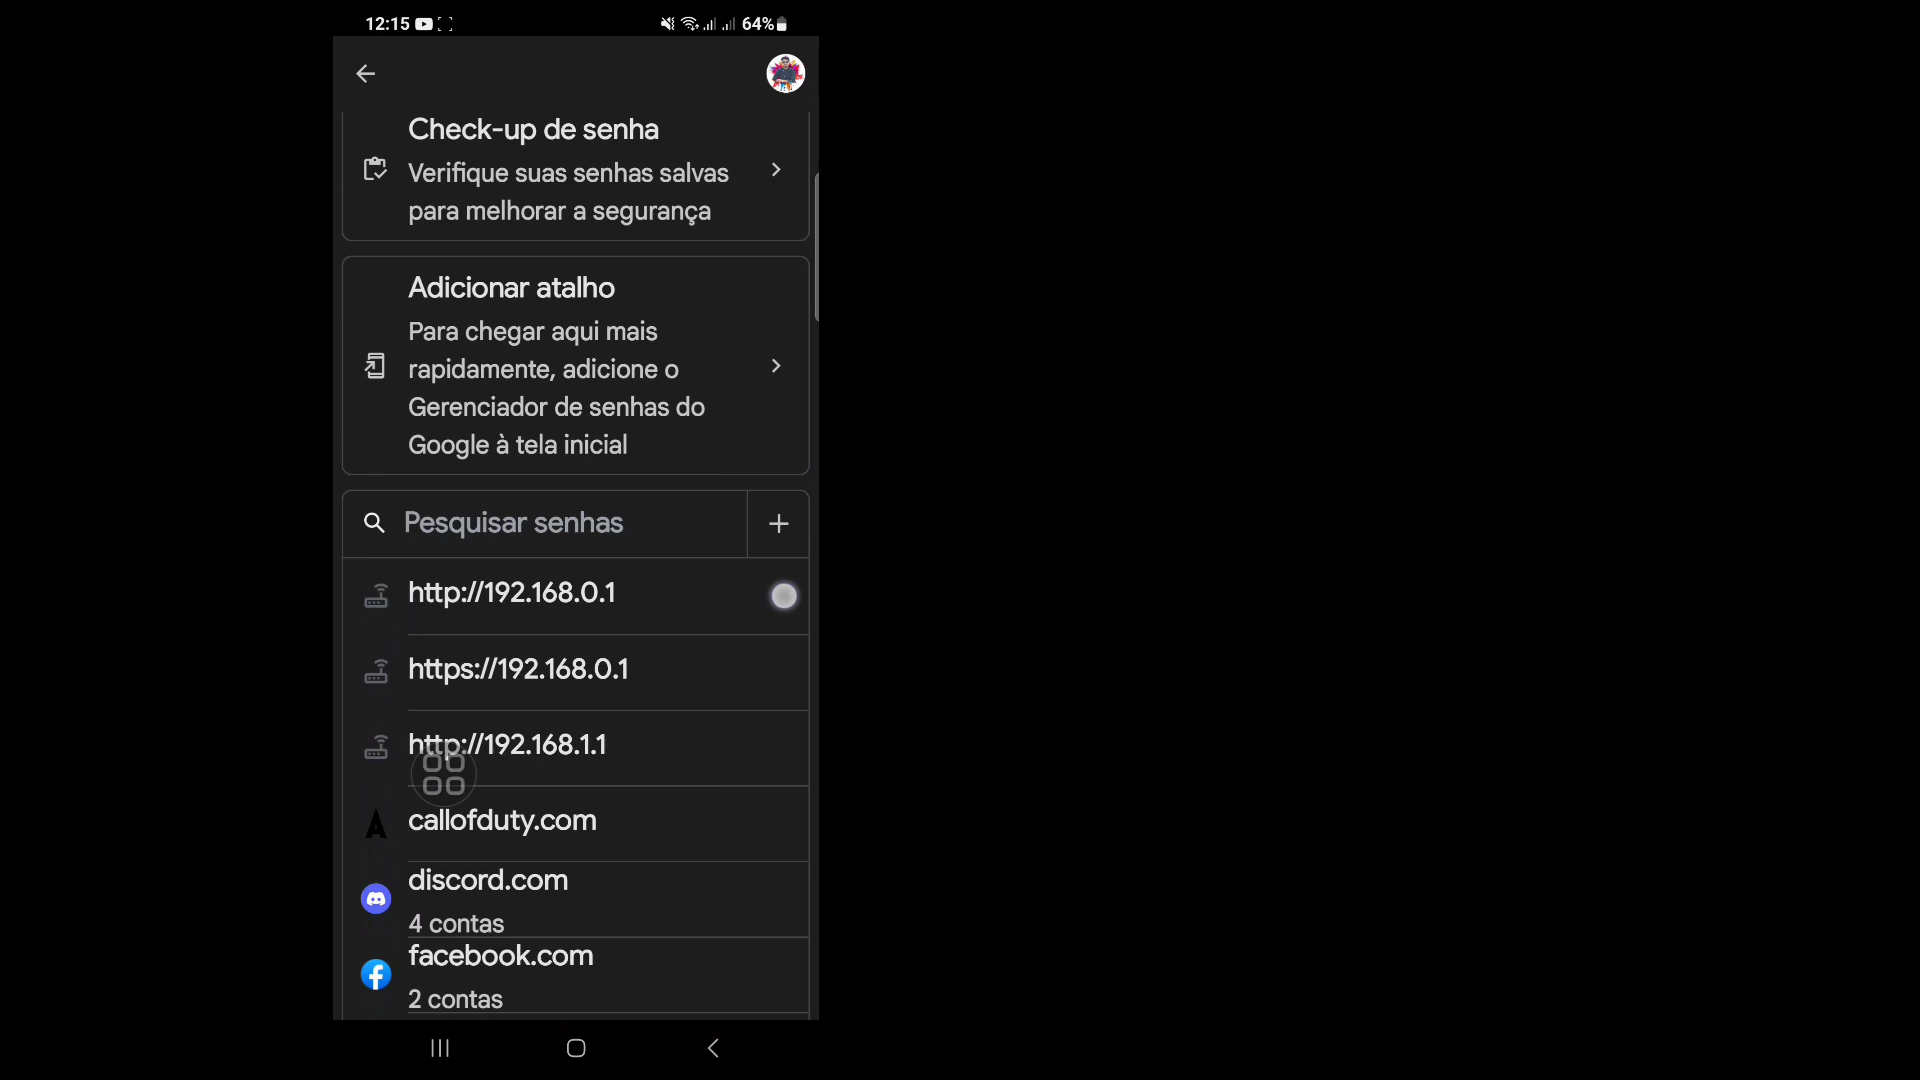 12:15 64%
Check-up de senha
Verifique suas senhas salvas
para melhorar a segurança
Adicionar atalho
Para chegar aqui mais
rapidamente, adicione o
Gerenciador de senhas do
Google à tela inicial
Pesquisar senhas
http://192.168.0.1
https://192.168.0.1
http://192.168.1.1
callofduty.com
discord.com
4 contas
facebook.com
2 contas